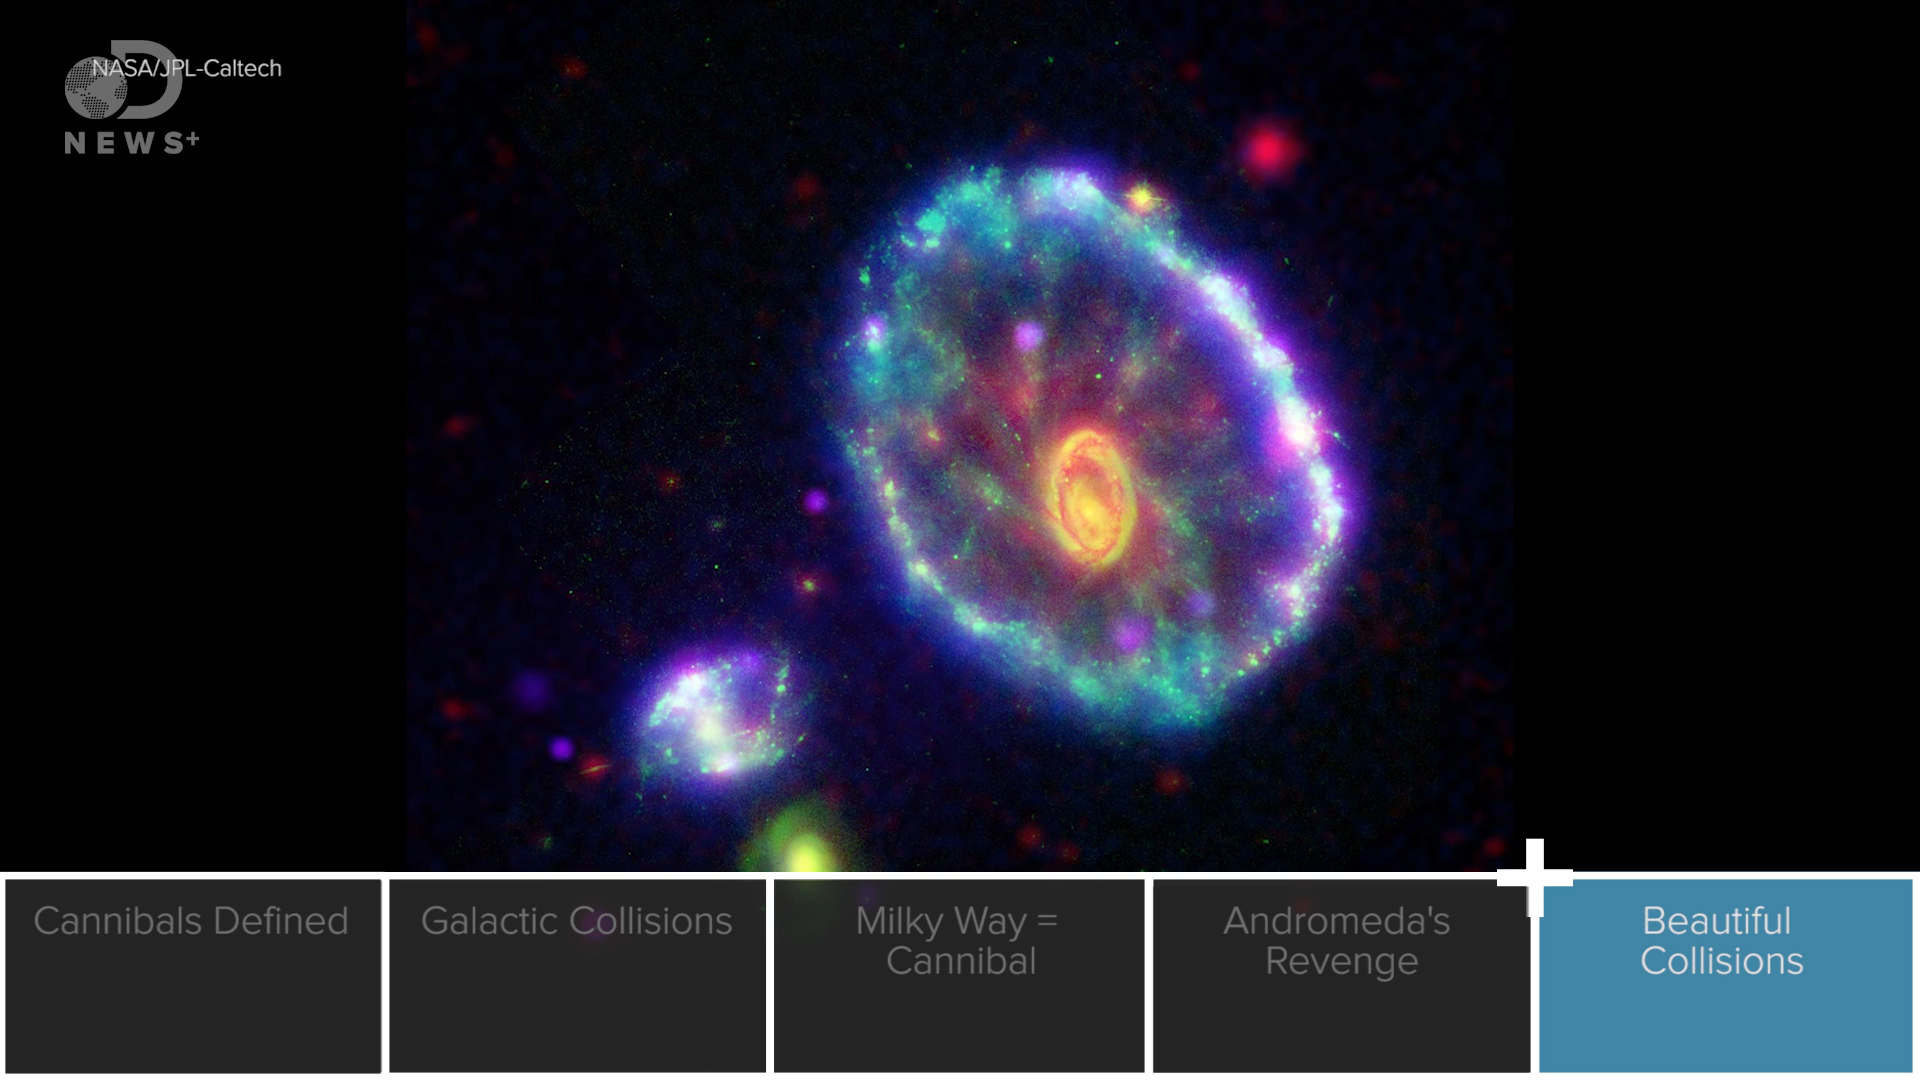 NASA/JPL-Caltech
NEWS+
Cannibals Defined
Galactic Collisions
Milky Way =
Cannibal
Andromeda's
Revenge
Beautiful
Collisions